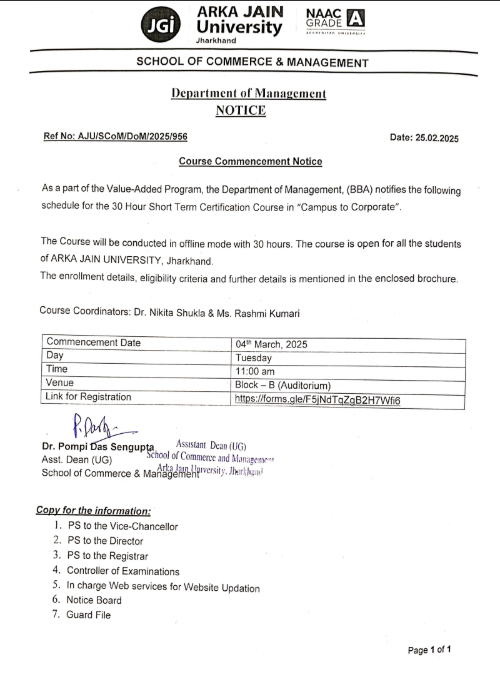 JGi
ARKA JAIN
University
Jharkhand
NAAC
GRADE A
ACCREDITED UNIVERSITY
SCHOOL OF COMMERCE & MANAGEMENT
Department of Management
NOTICE
Ref No: AJU/SCoM/DoM/2025/956
Date: 25.02.2025
Course Commencement Notice
As a part of the Value-Added Program, the Department of Management, (BBA) notifies the following
schedule for the 30 Hour Short Term Certification Course in “Campus to Corporate”.
The Course will be conducted in offline mode with 30 hours. The course is open for all the students
of ARKA JAIN UNIVERSITY, Jharkhand.
The enrollment details, eligibility criteria and further details is mentioned in the enclosed brochure.
Course Coordinators: Dr. Nikita Shukla & Ms. Rashmi Kumari
Commencement Date 04th March, 2025
Day Tuesday
Time 11:00 am
Venue Block – B (Auditorium)
Link for Registration https://forms.gle/F5jNdTqZgB2H7Wfi6
Dr. Pompi Das Sengupta
Asst. Dean (UG)
School of Commerce & Management
Assistant Dean (UG)
School of Commerce and Management
Arka Jain University, Jharkhand
Copy for the information:
1. PS to the Vice-Chancellor
2. PS to the Director
3. PS to the Registrar
4. Controller of Examinations
5. In charge Web services for Website Updation
6. Notice Board
7. Guard File
Page 1 of 1